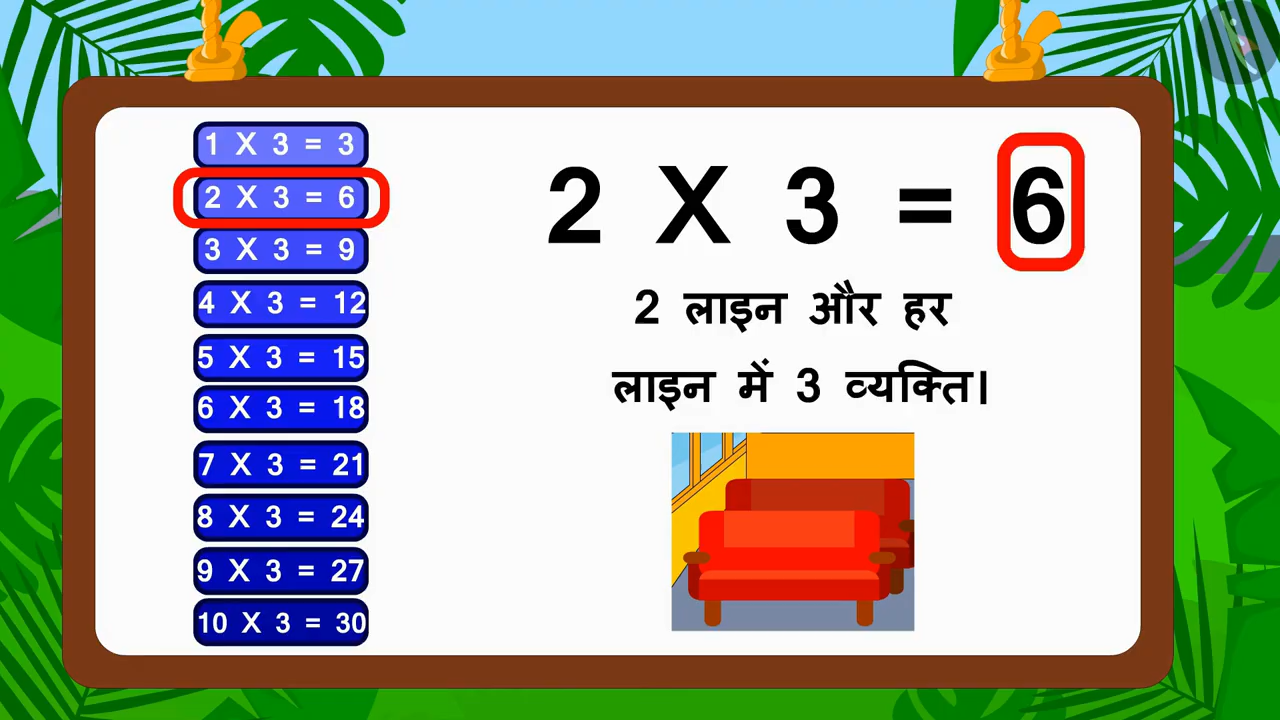 1 X 3 = 3
2 X 3 = 6
3 X 3 = 9
4 X 3 = 12
5 X 3 = 15
6 X 3 = 18
7 X 3 = 21
8 X 3 = 24
9 X 3 = 27
10 X 3 = 30
2 X 3 = 6
2 लाइन और हर
लाइन में 3 व्यक्ति।